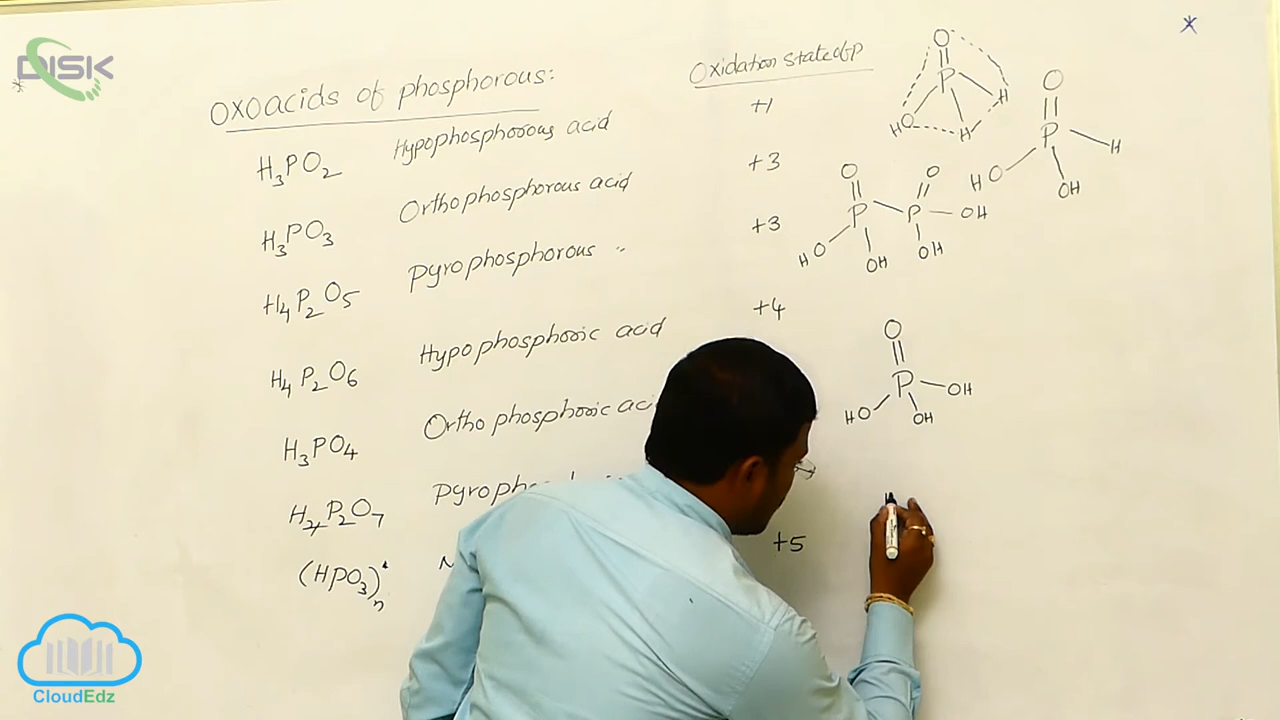 DISK
OXOACIDS OF phosphorous:
Oxidation state of P
H3PO2 Hypophosphorous acid +1
H3PO3 Orthophosphorous acid +3
H4P2O5 Pyrophosphorous " +3
H4P2O6 Hypophosphoric acid +4
H3PO4 Ortho phosphoric
H4P2O7
(HPO3)n +5
O
P
HO H H
O
P
HO OH H
O O
P P OH
HO OH OH
O
P
HO OH OH
CloudEdz